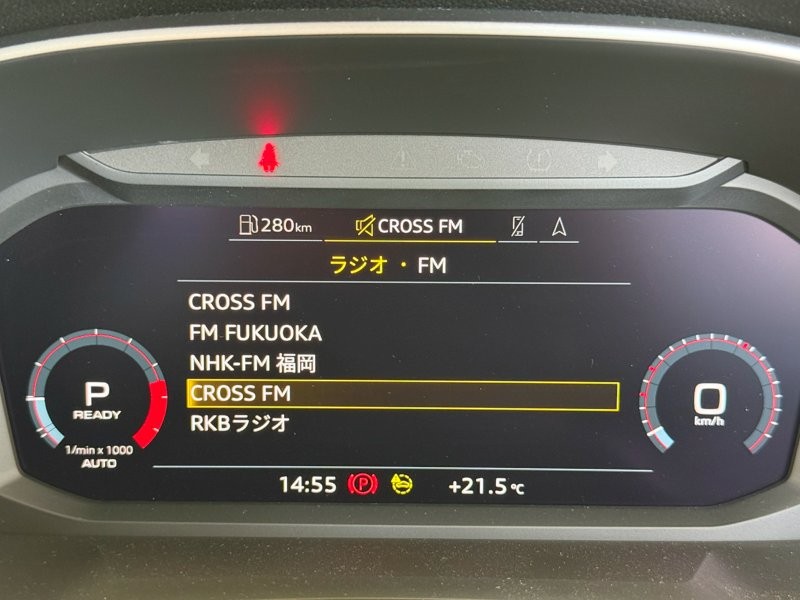 280km CROSS FM
ラジオ・FM
CROSS FM
FM FUKUOKA
NHK-FM 福岡
CROSS FM
RKBラジオ
P
READY
1/min x 1000
AUTO
0
km/h
14:55 P +21.5℃